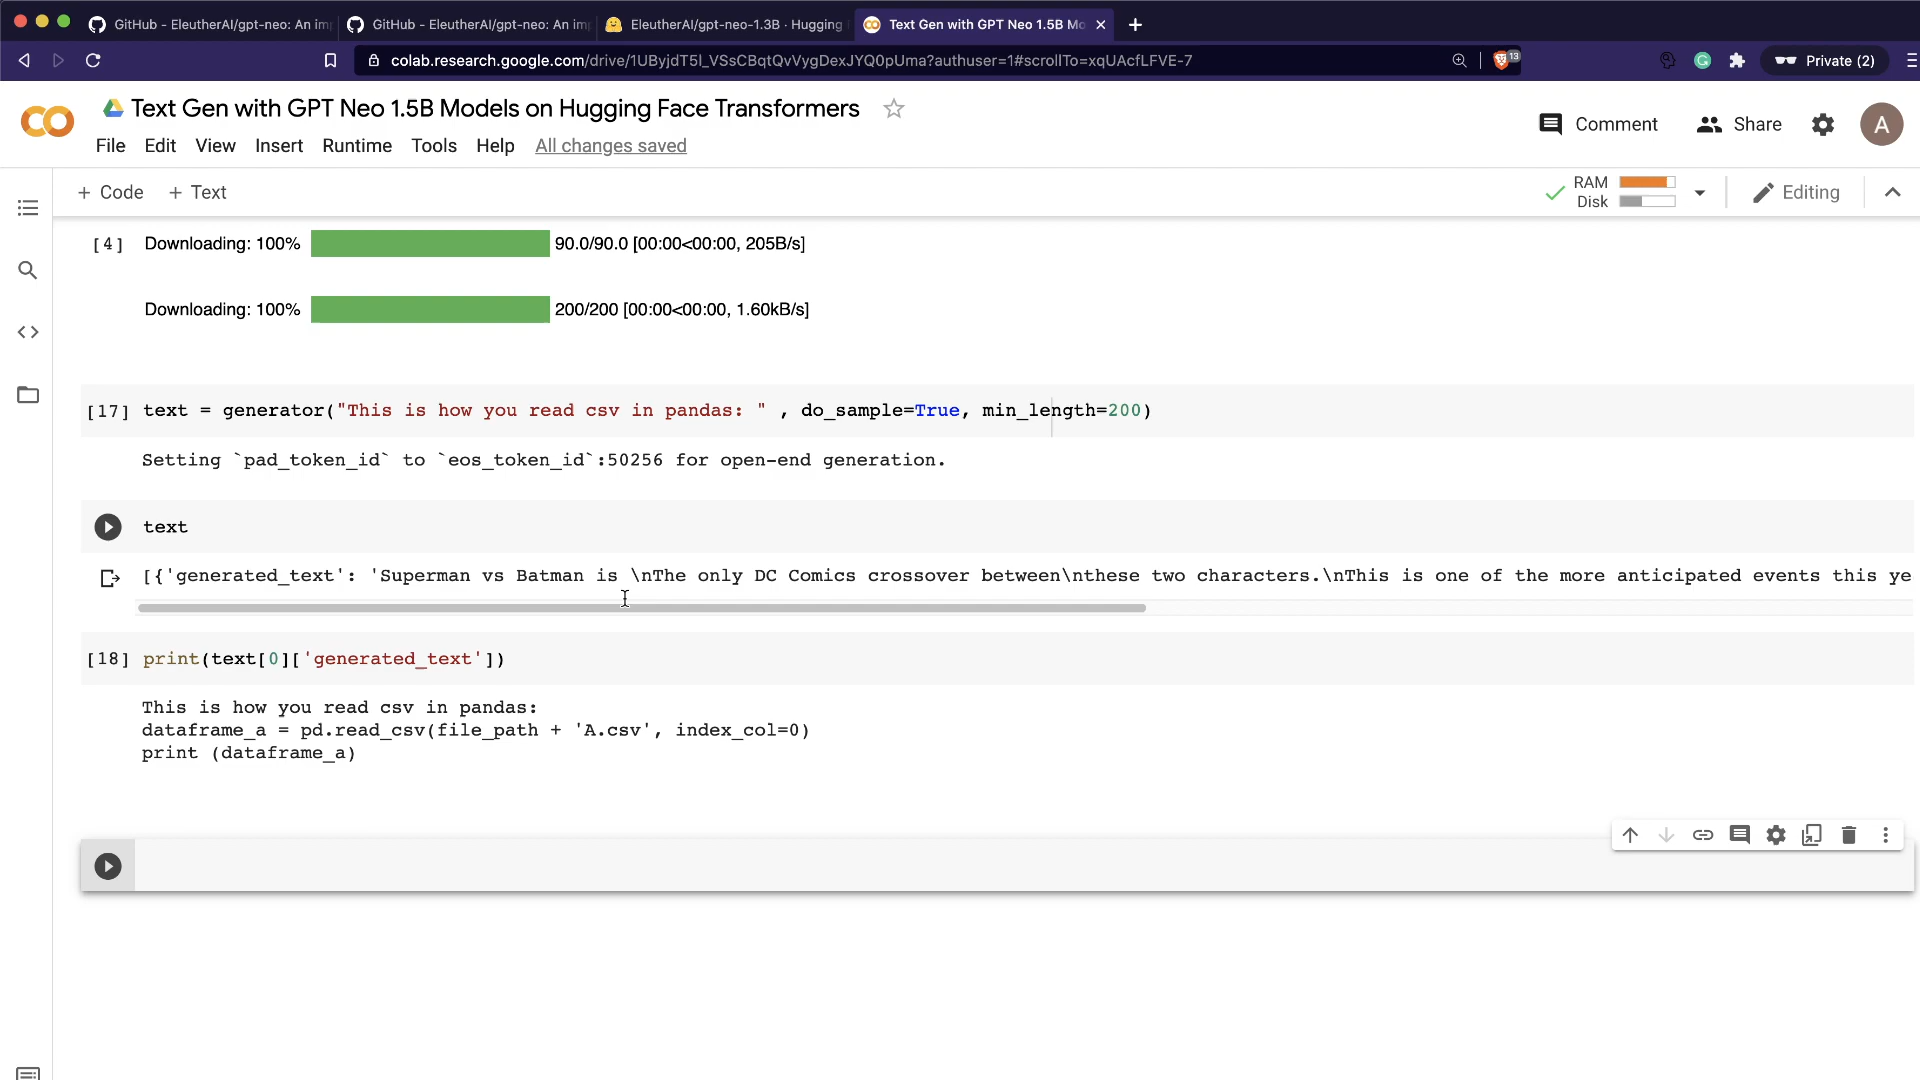 GitHub - EleutherAI/gpt-neo: An im
GitHub - EleutherAI/gpt-neo: An im
EleutherAI/gpt-neo-1.3B · Hugging
Text Gen with GPT Neo 1.5B Mo
colab.research.google.com/drive/1UByjdT5l_VSsCBqtQvVygDexJYQ0pUma?authuser=1#scrollTo=xqUAcfLFVE-7
13
Private (2)
Text Gen with GPT Neo 1.5B Models on Hugging Face Transformers
Comment
Share
A
File Edit View Insert Runtime Tools Help All changes saved
+ Code + Text
RAM
Disk
Editing
[4] Downloading: 100% 90.0/90.0 [00:00<00:00, 205B/s]
Downloading: 100% 200/200 [00:00<00:00, 1.60kB/s]
[17] text = generator("This is how you read csv in pandas: " , do_sample=True, min_length=200)
Setting `pad_token_id` to `eos_token_id`:50256 for open-end generation.
text
[{'generated_text': 'Superman vs Batman is \nThe only DC Comics crossover between\nthese two characters.\nThis is one of the more anticipated events this ye
[18] print(text[0]['generated_text'])
This is how you read csv in pandas:
dataframe_a = pd.read_csv(file_path + 'A.csv', index_col=0)
print (dataframe_a)